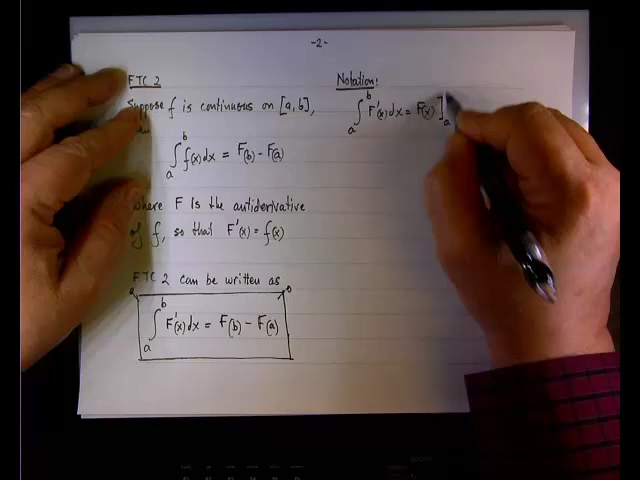 -2-
FTC 2
Suppose f is continuous on [a, b],
∫_a^b f(x) dx = F(b) - F(a)
where F Is the antiderivative
of f, so that F'(x) = f(x)
FTC 2 can be written as
∫_a^b F'(x) dx = F(b) - F(a)
Notation:
∫_a^b F'(x) dx = F(x) ]_a